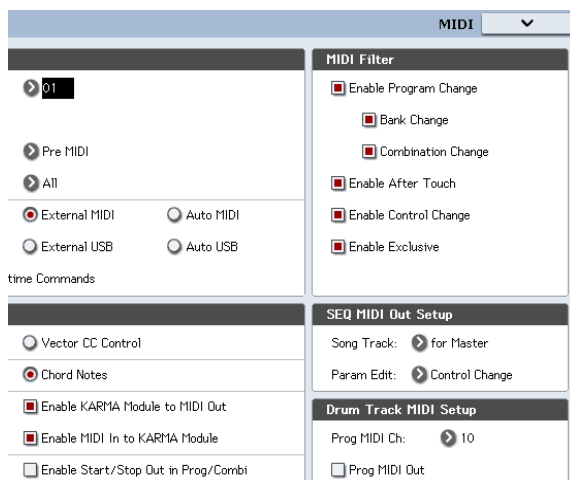 MIDI
01
Pre MIDI
All
External MIDI Auto MIDI
External USB Auto USB
time Commands
Vector CC Control
Chord Notes
Enable KARMA Module to MIDI Out
Enable MIDI In to KARMA Module
Enable Start/Stop Out in Prog/Combi
MIDI Filter
Enable Program Change
Bank Change
Combination Change
Enable After Touch
Enable Control Change
Enable Exclusive
SEQ MIDI Out Setup
Song Track: for Master
Param Edit: Control Change
Drum Track MIDI Setup
Prog MIDI Ch: 10
Prog MIDI Out